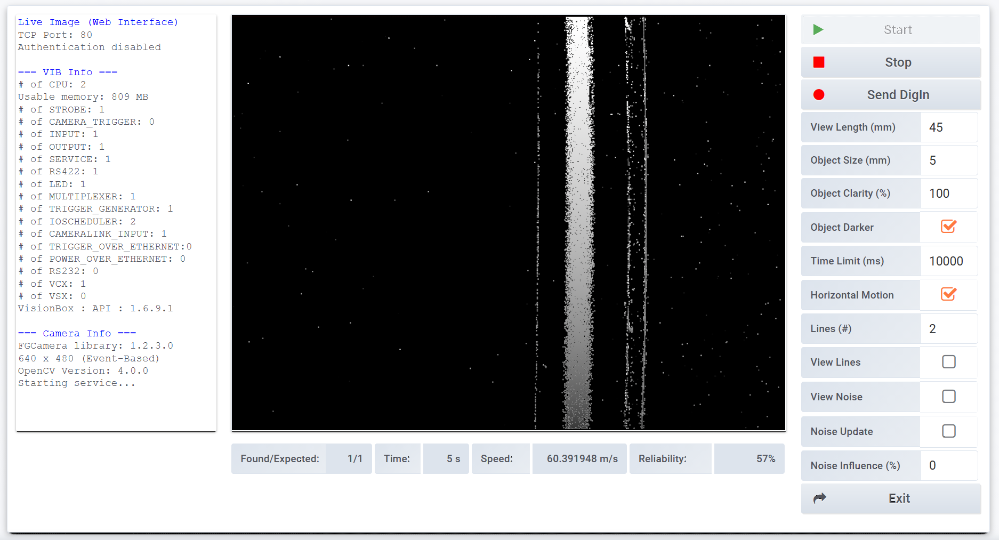 Live Image (Web Interface)
TCP Port: 80
Authentication disabled
=== VIB Info ===
# of CPU: 2
Usable memory: 809 MB
# of STROBE: 1
# of CAMERA_TRIGGER: 0
# of INPUT: 1
# of OUTPUT: 1
# of SERVICE: 1
# of RS422: 1
# of LED: 1
# of MULTIPLEXER: 1
# of TRIGGER_GENERATOR: 1
# of IOSCHEDULER: 2
# of CAMERALINK_INPUT: 1
# of TRIGGER_OVER_ETHERNET:0
# of POWER_OVER_ETHERNET: 0
# of RS232: 0
# of VCX: 1
# of VSX: 0
VisionBox : API : 1.6.9.1
=== Camera Info ===
FGCamera library: 1.2.3.0
640 x 480 (Event-Based)
OpenCV Version: 4.0.0
Starting service...
Found/Expected: 1/1 Time: 5 s Speed: 60.391948 m/s Reliability: 57%
Start
Stop
Send DigIn
View Length (mm) 45
Object Size (mm) 5
Object Clarity (%) 100
Object Darker
Time Limit (ms) 10000
Horizontal Motion
Lines (#) 2
View Lines
View Noise
Noise Update
Noise Influence (%) 0
Exit